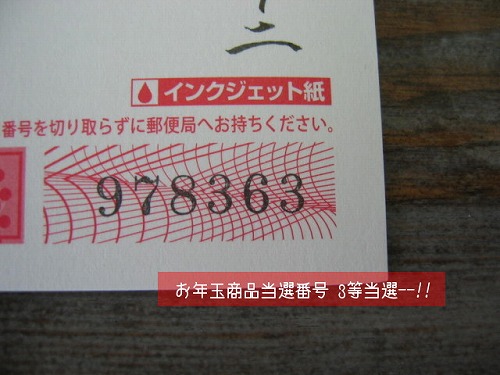 二
インクジェット紙
番号を切り取らずに郵便局へお持ちください。
978363
お年玉商品当選番号 3等当選--!!